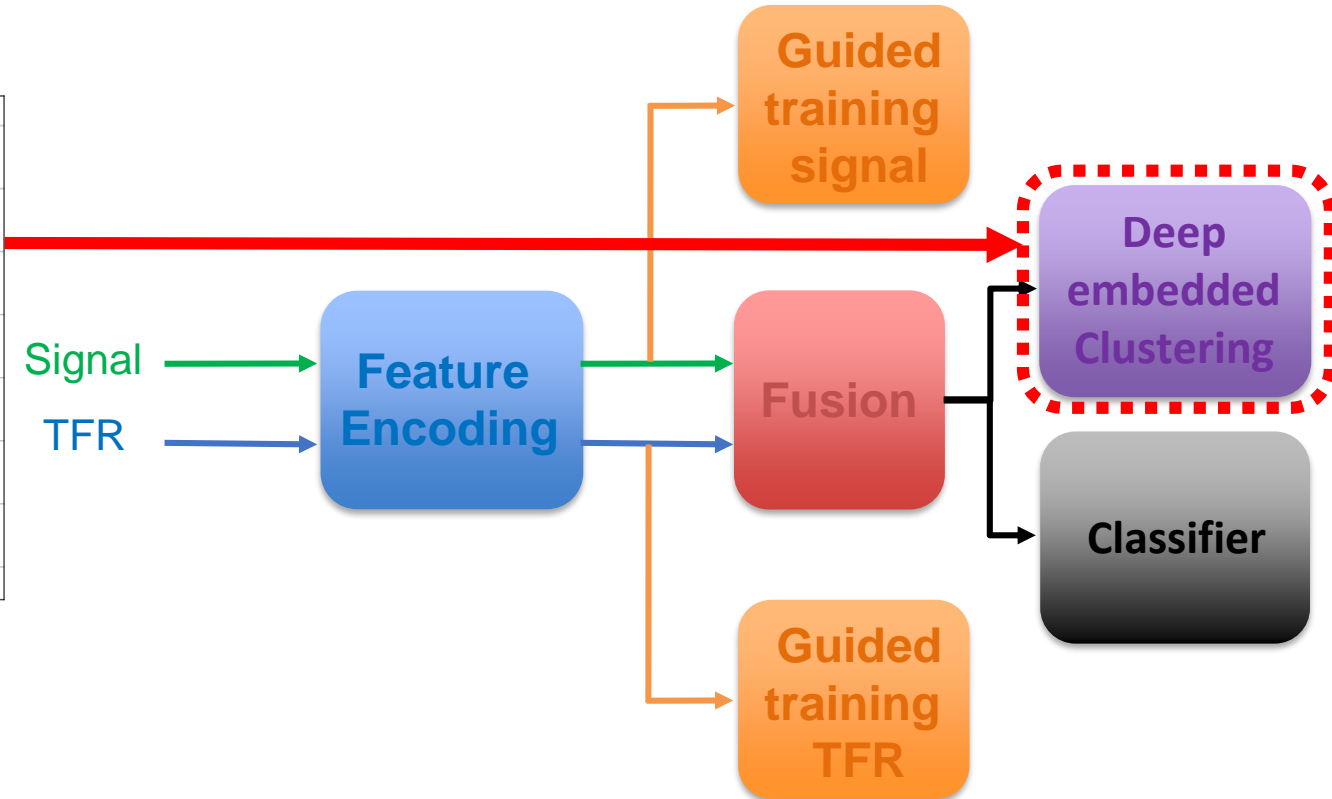 Guided
training
signal
Deep
embedded
Clustering
Signal
TFR
Feature
Encoding
Fusion
Classifier
Guided
training
TFR